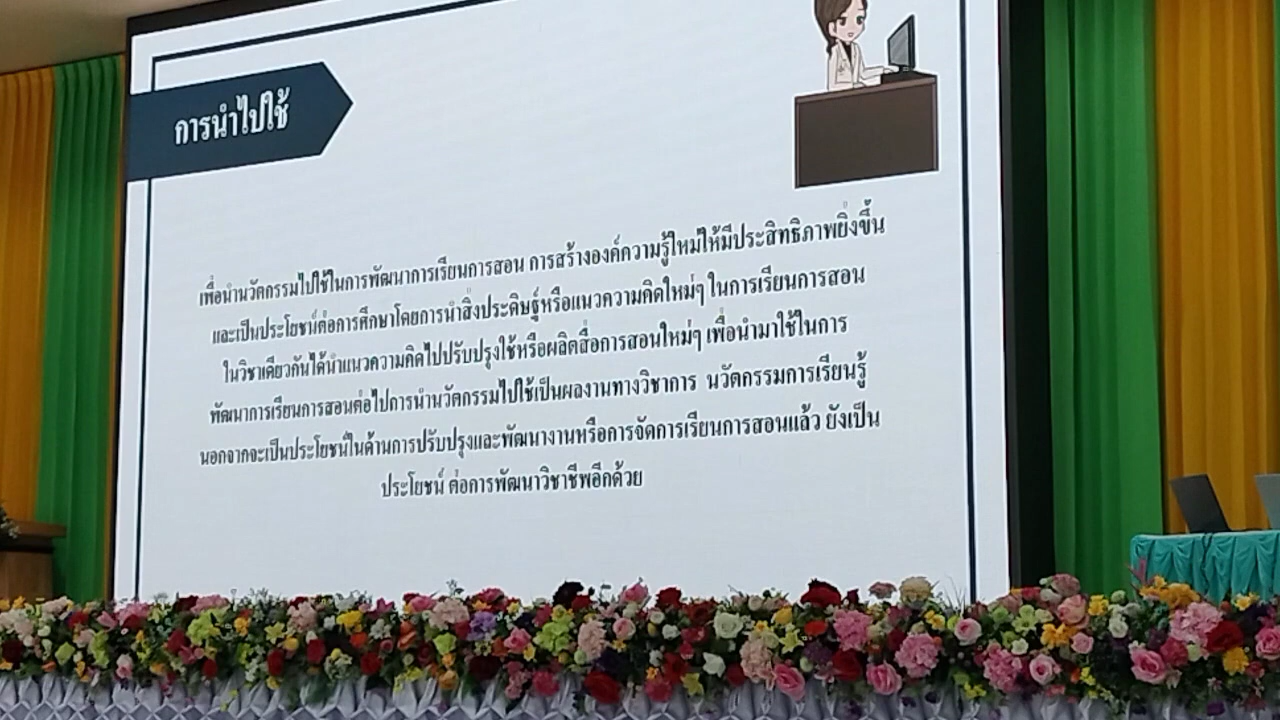 การนำไปใช้
เพื่อนำนวัตกรรมไปใช้ในการพัฒนาการเรียนการสอน การสร้างองค์ความรู้ใหม่ให้มีประสิทธิภาพยิ่งขึ้น
และเป็นประโยชน์ต่อการศึกษาโดยการนำสิ่งประดิษฐ์หรือแนวความคิดใหม่ๆ ในการเรียนการสอน
ในวิชาเดียวกันได้นำแนวความคิดไปปรับปรุงใช้หรือผลิตสื่อการสอนใหม่ๆ เพื่อนำมาใช้ในการ
พัฒนาการเรียนการสอนต่อไปการนำนวัตกรรมไปใช้เป็นผลงานทางวิชาการ นวัตกรรมการเรียนรู้
นอกจากจะเป็นประโยชน์ในด้านการปรับปรุงและพัฒนางานหรือการจัดการเรียนการสอนแล้ว ยังเป็น
ประโยชน์ ต่อการพัฒนาวิชาชีพอีกด้วย